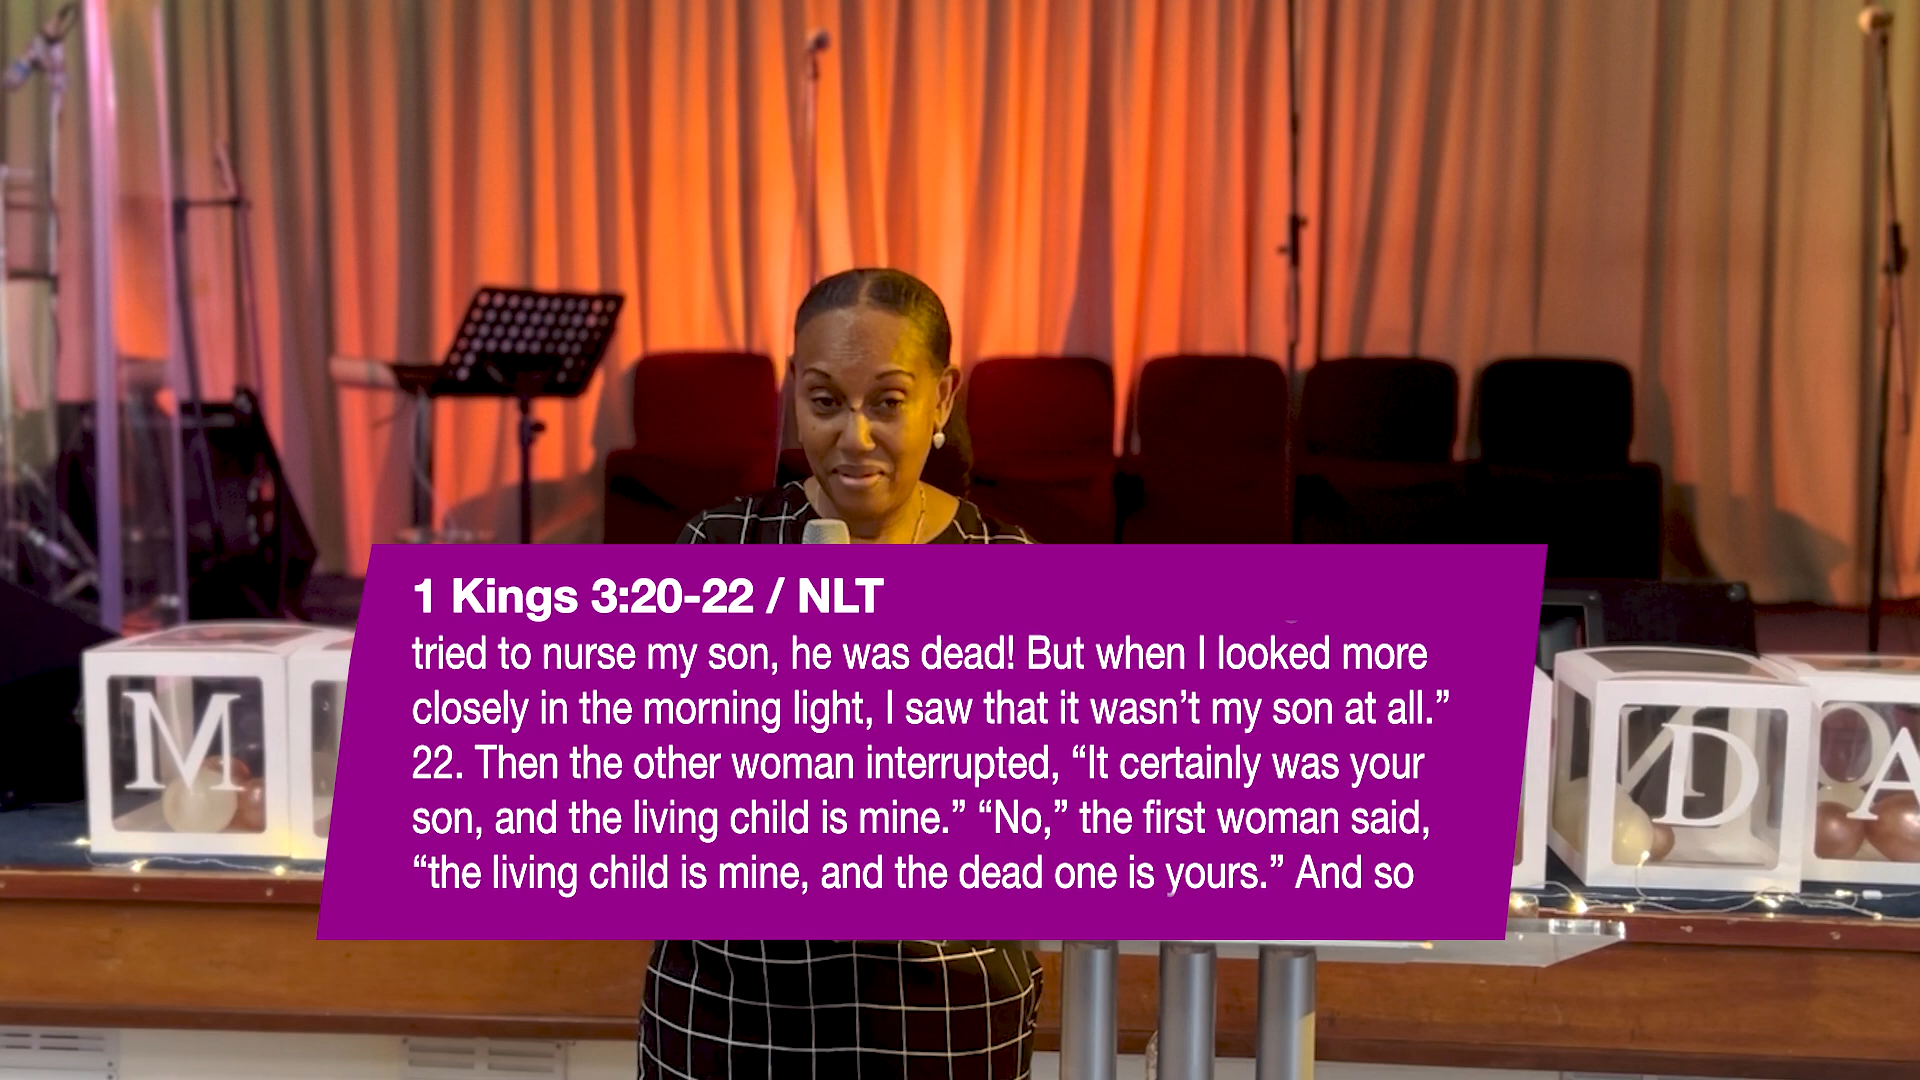 1 Kings 3:20-22 / NLT
tried to nurse my son, he was dead! But when I looked more
closely in the morning light, I saw that it wasn’t my son at all.”
22. Then the other woman interrupted, “It certainly was your
son, and the living child is mine.” “No,” the first woman said,
“the living child is mine, and the dead one is yours.” And so
M
D A